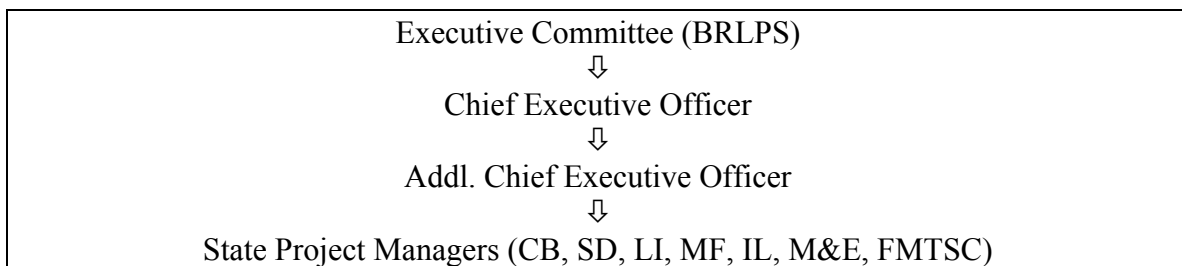 Executive Committee (BRLPS)
⇩
Chief Executive Officer
⇩
Addl. Chief Executive Officer
⇩
State Project Managers (CB, SD, LI, MF, IL, M&E, FMTSC)